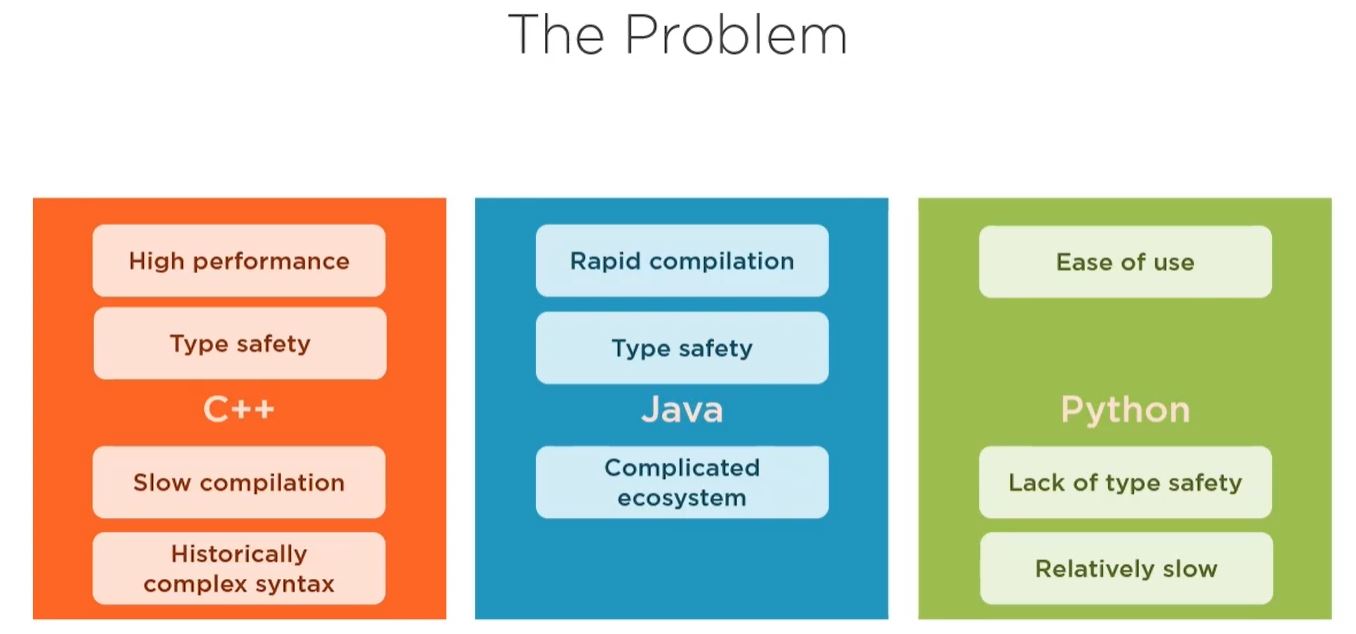 The Problem
High performance
Type safety
C++
Slow compilation
Historically
complex syntax
Rapid compilation
Type safety
Java
Complicated
ecosystem
Ease of use
Python
Lack of type safety
Relatively slow